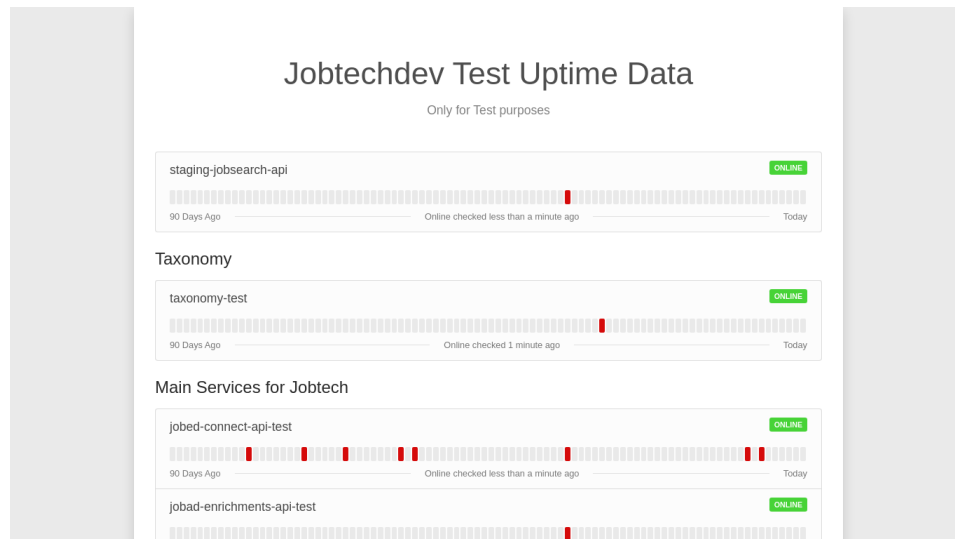 Jobtechdev Test Uptime Data
Only for Test purposes
staging-jobsearch-api
ONLINE
90 Days Ago
Online checked less than a minute ago
Today
Taxonomy
taxonomy-test
ONLINE
90 Days Ago
Online checked 1 minute ago
Today
Main Services for Jobtech
jobed-connect-api-test
ONLINE
90 Days Ago
Online checked less than a minute ago
Today
jobad-enrichments-api-test
ONLINE